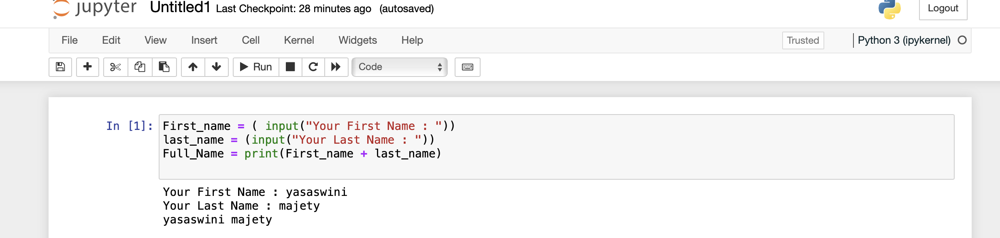 jupyter Untitled1 Last Checkpoint: 28 minutes ago (autosaved) Logout
File Edit View Insert Cell Kernel Widgets Help Trusted Python 3 (ipykernel)
Run Code
In [1]: First_name = ( input("Your First Name : "))
last_name = (input("Your Last Name : "))
Full_Name = print(First_name + last_name)
Your First Name : yasaswini
Your Last Name : majety
yasaswini majety